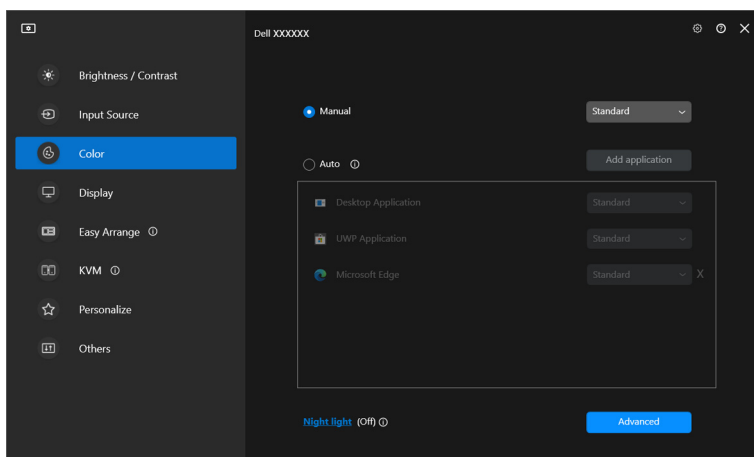 Dell XXXXXX
Brightness / Contrast
Input Source
Color
Display
Easy Arrange
KVM
Personalize
Others
Manual
Standard
Auto
Add application
Desktop Application
Standard
UWP Application
Standard
Microsoft Edge
Standard
X
Night light (Off)
Advanced